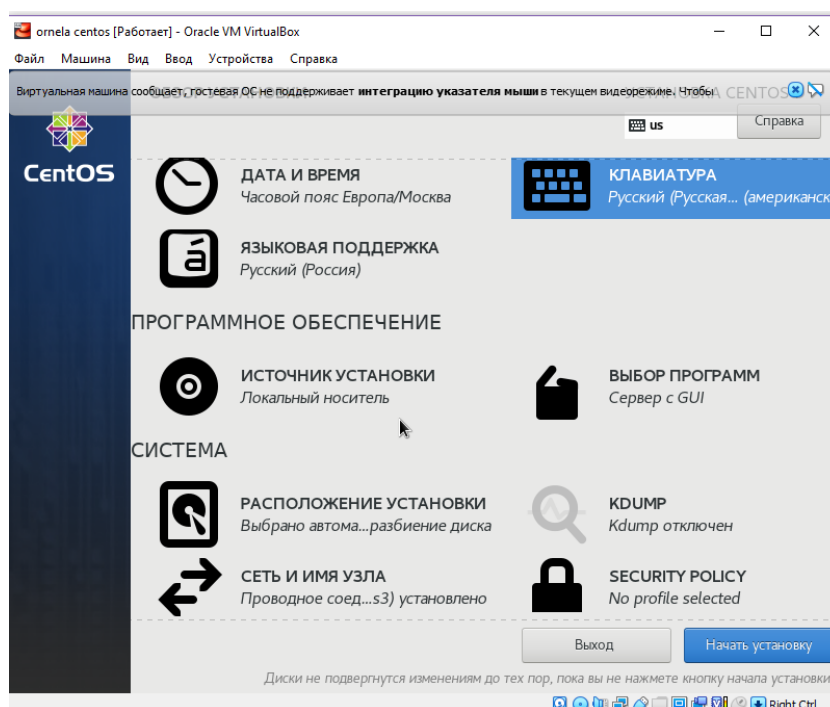 ornela centos [Работает] - Oracle VM VirtualBox
Файл Машина Вид Ввод Устройства Справка
Виртуальная машина сообщает, гостевая ОС не поддерживает интеграцию указателя мыши в текущем видеорежиме. Чтобы
CENTOS
us
Справка
CentOS
ДАТА И ВРЕМЯ
Часовой пояс Европа/Москва
КЛАВИАТУРА
Русский (Русская... (американск
ЯЗЫКОВАЯ ПОДДЕРЖКА
Русский (Россия)
ПРОГРАММНОЕ ОБЕСПЕЧЕНИЕ
ИСТОЧНИК УСТАНОВКИ
Локальный носитель
ВЫБОР ПРОГРАММ
Сервер с GUI
СИСТЕМА
РАСПОЛОЖЕНИЕ УСТАНОВКИ
Выбрано автома...разбиение диска
KDUMP
Kdump отключен
СЕТЬ И ИМЯ УЗЛА
Проводное соед...s3) установлено
SECURITY POLICY
No profile selected
Выход
Начать установку
Диски не подвергнутся изменениям до тех пор, пока вы не нажмете кнопку начала установки
Right Ctrl